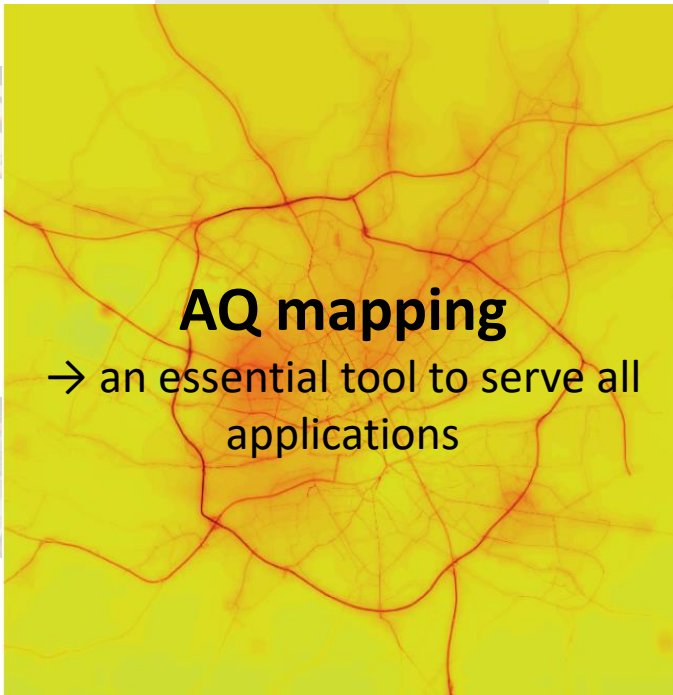 AQ mapping
→ an essential tool to serve all
applications